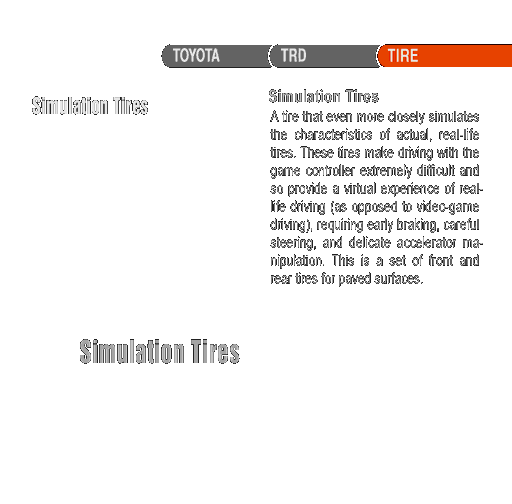 TOYOTA TRD TIRE
Simulation Tires
Simulation Tires
A tire that even more closely simulates
the characteristics of actual, real-life
tires. These tires make driving with the
game controller extremely difficult and
so provide a virtual experience of real-
life driving (as opposed to video-game
driving), requiring early braking, careful
steering, and delicate accelerator ma-
nipulation. This is a set of front and
rear tires for paved surfaces.
Simulation Tires